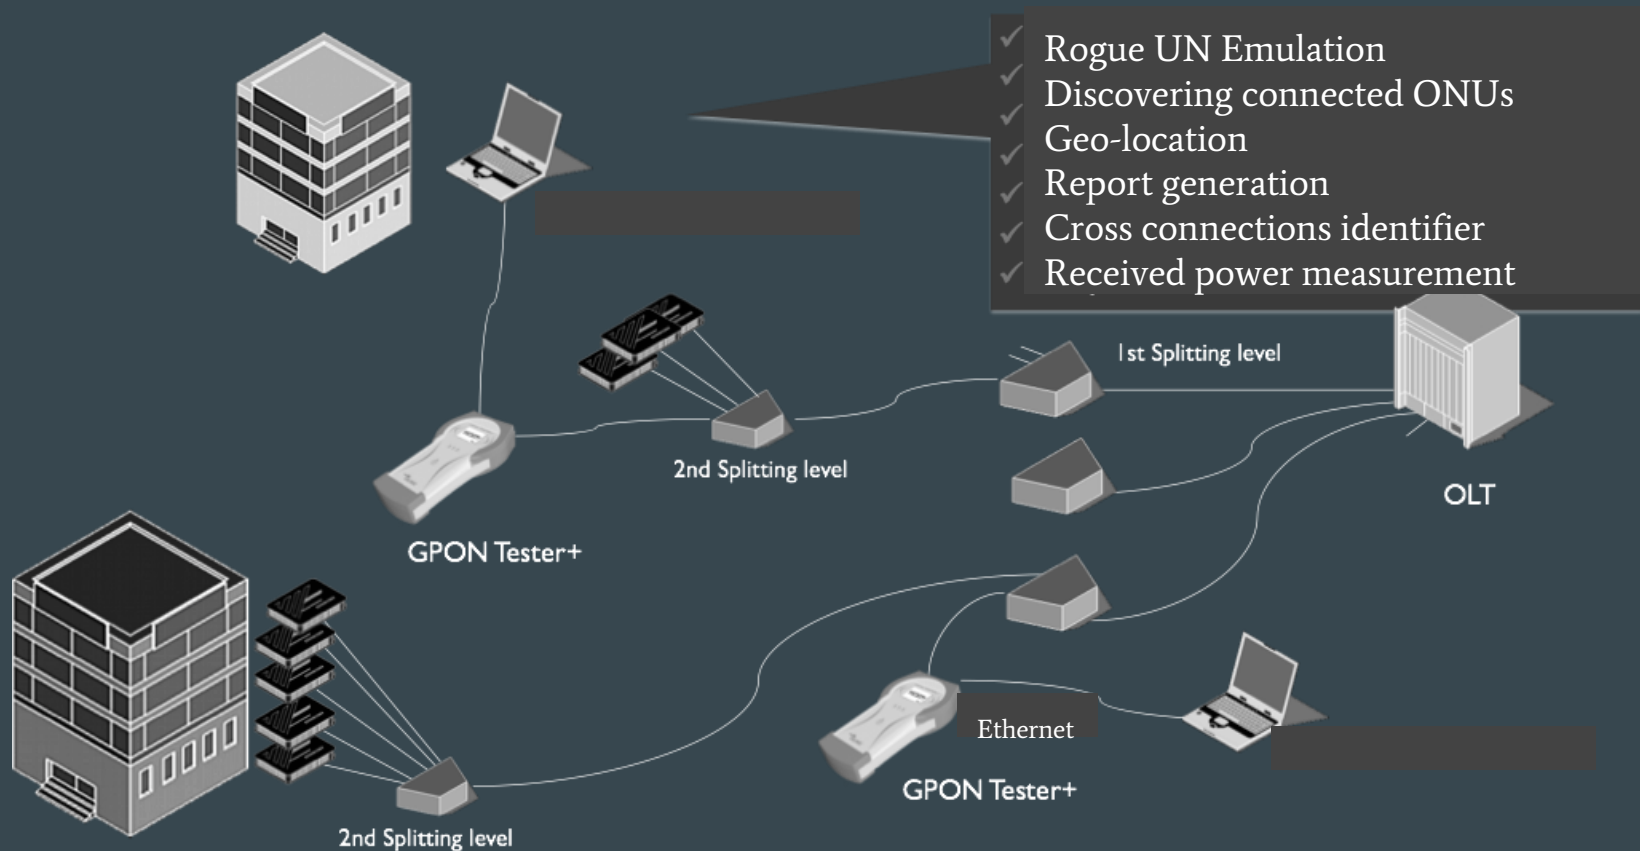 Rogue UN Emulation
Discovering connected ONUs
Geo-location
Report generation
Cross connections identifier
Received power measurement
1st Splitting level
2nd Splitting level
OLT
GPON Tester+
Ethernet
GPON Tester+
2nd Splitting level